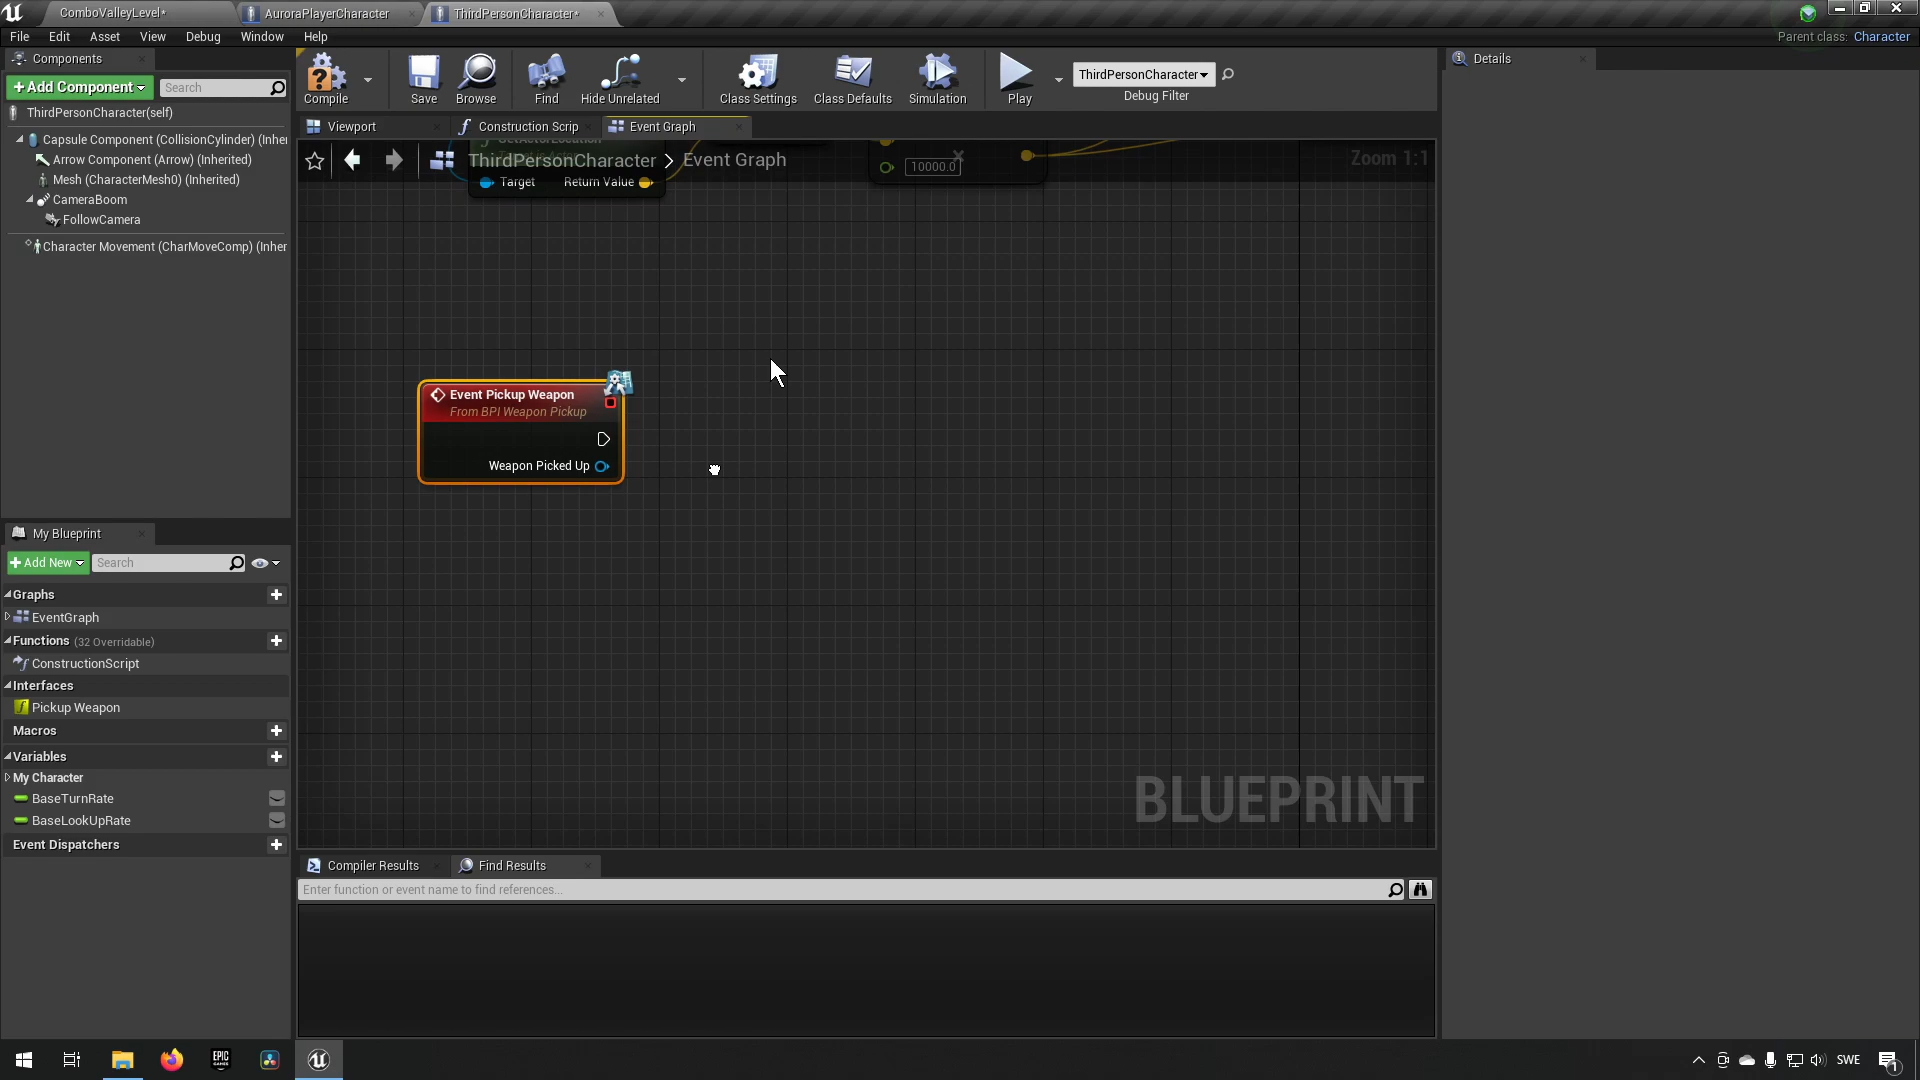 ComboValleyLevel*
AuroraPlayerCharacter
ThirdPersonCharacter*
File
Edit
Asset
View
Debug
Window
Help
Parent class: Character
Components
+ Add Component
Search
ThirdPersonCharacter(self)
Capsule Component (CollisionCylinder) (Inher
Arrow Component (Arrow) (Inherited)
Mesh (CharacterMesh0) (Inherited)
CameraBoom
FollowCamera
Character Movement (CharMoveComp) (Inher
Compile
Save
Browse
Find
Hide Unrelated
Class Settings
Class Defaults
Simulation
Play
ThirdPersonCharacter
Debug Filter
Details
Viewport
Construction Scrip
Event Graph
ThirdPersonCharacter > Event Graph
Zoom 1:1
GetActorLocation
Target
Return Value
10000.0
Event Pickup Weapon
From BPI Weapon Pickup
Weapon Picked Up
BLUEPRINT
My Blueprint
+ Add New
Search
Graphs
EventGraph
Functions (32 Overridable)
ConstructionScript
Interfaces
Pickup Weapon
Macros
Variables
My Character
BaseTurnRate
BaseLookUpRate
Event Dispatchers
Compiler Results
Find Results
Enter function or event name to find references...
EPIC
GAMES
SWE
1